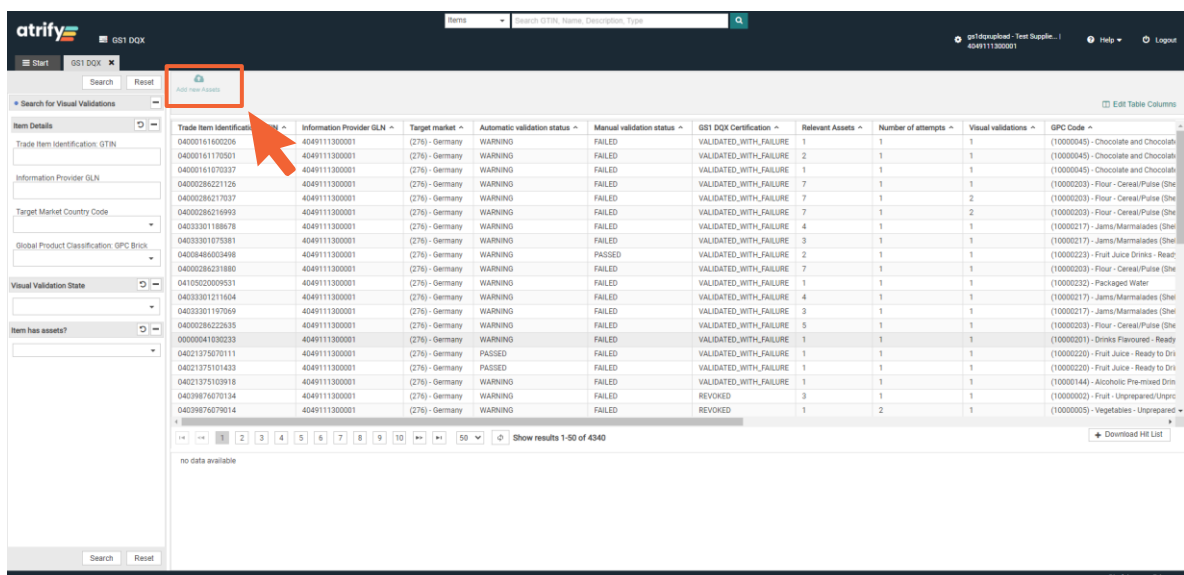 atrify
GS1 DQX
Items
Search GTIN, Name, Description, Type
gs1dqxupload - Test Supplie... |
4049111300001
Help
Logout
Start
GS1 DQX
Search Reset
Add New Assets
Search for Visual Validations
Edit Table Columns
Item Details
Trade Item Identification: GTIN
Information Provider GLN
Target Market Country Code
Global Product Classification: GPC Brick
Visual Validation State
Item has assets?
Search Reset
Information Provider GLN Target market Automatic validation status Manual validation status GS1 DQX Certification Relevant Assets Number of attempts Visual validations GPC Code
04000161600206 4049111300001 (276) - Germany WARNING FAILED VALIDATED_WITH_FAILURE 1 1 1 (10000045) - Chocolate and Chocolat
04000161170501 4049111300001 (276) - Germany WARNING FAILED VALIDATED_WITH_FAILURE 2 1 1 (10000045) - Chocolate and Chocolat
04000161070337 4049111300001 (276) - Germany WARNING FAILED VALIDATED_WITH_FAILURE 1 1 1 (10000045) - Chocolate and Chocolat
04000286221126 4049111300001 (276) - Germany WARNING FAILED VALIDATED_WITH_FAILURE 7 1 1 (10000203) - Flour - Cereal/Pulse (She
04000286217037 4049111300001 (276) - Germany WARNING FAILED VALIDATED_WITH_FAILURE 7 1 2 (10000203) - Flour - Cereal/Pulse (She
04000286216993 4049111300001 (276) - Germany WARNING FAILED VALIDATED_WITH_FAILURE 7 1 2 (10000203) - Flour - Cereal/Pulse (She
04033301188678 4049111300001 (276) - Germany WARNING FAILED VALIDATED_WITH_FAILURE 4 1 1 (10000217) - Jams/Marmalades (Shel
04033301075381 4049111300001 (276) - Germany WARNING FAILED VALIDATED_WITH_FAILURE 3 1 1 (10000217) - Jams/Marmalades (Shel
04008486003498 4049111300001 (276) - Germany WARNING PASSED VALIDATED_WITH_FAILURE 2 1 1 (10000223) - Fruit Juice Drinks - Ready
04000286231880 4049111300001 (276) - Germany WARNING FAILED VALIDATED_WITH_FAILURE 7 1 1 (10000203) - Flour - Cereal/Pulse (She
04105020009531 4049111300001 (276) - Germany WARNING FAILED VALIDATED_WITH_FAILURE 1 1 1 (10000232) - Packaged Water
04033301211604 4049111300001 (276) - Germany WARNING FAILED VALIDATED_WITH_FAILURE 4 1 1 (10000217) - Jams/Marmalades (Shel
04033301197069 4049111300001 (276) - Germany WARNING FAILED VALIDATED_WITH_FAILURE 3 1 1 (10000217) - Jams/Marmalades (Shel
04000286222635 4049111300001 (276) - Germany WARNING FAILED VALIDATED_WITH_FAILURE 5 1 1 (10000203) - Flour - Cereal/Pulse (She
00000041030233 4049111300001 (276) - Germany WARNING FAILED VALIDATED_WITH_FAILURE 1 1 1 (10000201) - Drinks Flavoured - Ready
04021375070111 4049111300001 (276) - Germany PASSED FAILED VALIDATED_WITH_FAILURE 1 1 1 (10000220) - Fruit Juice - Ready to Dri
04021375101433 4049111300001 (276) - Germany PASSED FAILED VALIDATED_WITH_FAILURE 1 1 1 (10000220) - Fruit Juice - Ready to Dri
04021375103918 4049111300001 (276) - Germany WARNING FAILED VALIDATED_WITH_FAILURE 1 1 1 (10000144) - Alcoholic Pre-mixed Drin
04039876070134 4049111300001 (276) - Germany WARNING FAILED REVOKED 3 1 1 (10000002) - Fruit - Unprepared/Unpro
04039876079014 4049111300001 (276) - Germany WARNING FAILED REVOKED 1 2 1 (10000005) - Vegetables - Unprepared
1 2 3 4 5 6 7 8 9 10 50 Show results 1-50 of 4340
+ Download Hit List
no data available